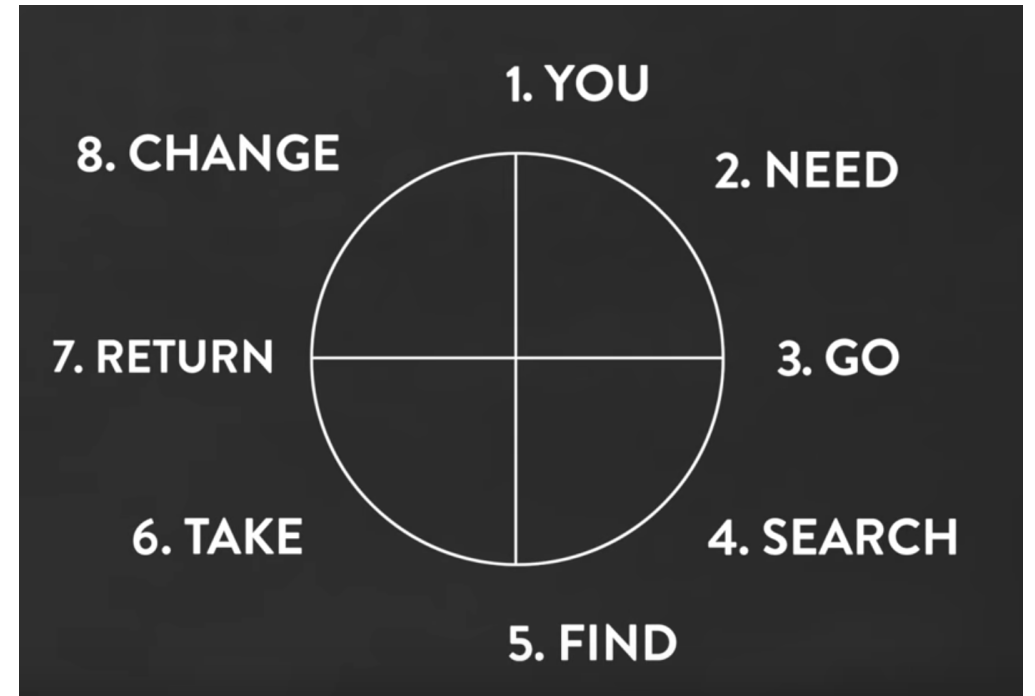 1. YOU
2. NEED
3. GO
4. SEARCH
5. FIND
6. TAKE
7. RETURN
8. CHANGE